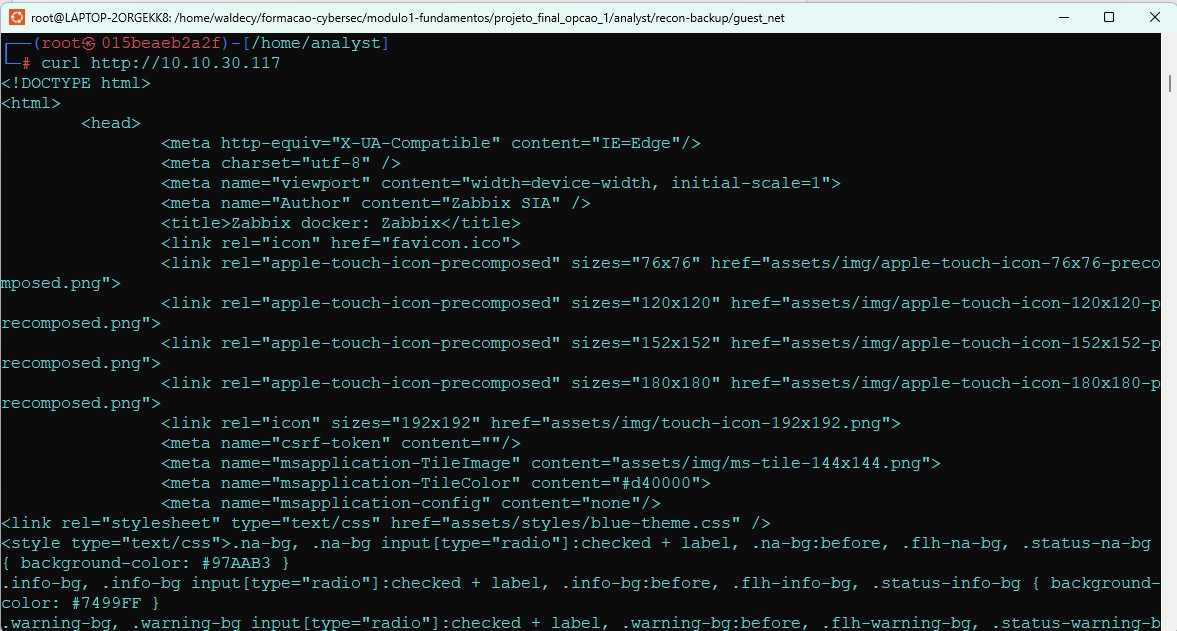 root@LAPTOP-2ORGEKK8: /home/waldecy/formacao-cybersec/modulo1-fundamentos/projeto_final_opcao_1/analyst/recon-backup/guest_net
┌──(root㉿015beaeb2a2f)-[/home/analyst]
└─# curl http://10.10.30.117
<!DOCTYPE html>
<html>
        <head>
                <meta http-equiv="X-UA-Compatible" content="IE=Edge"/>
                <meta charset="utf-8" />
                <meta name="viewport" content="width=device-width, initial-scale=1">
                <meta name="Author" content="Zabbix SIA" />
                <title>Zabbix docker: Zabbix</title>
                <link rel="icon" href="favicon.ico">
                <link rel="apple-touch-icon-precomposed" sizes="76x76" href="assets/img/apple-touch-icon-76x76-preco
mposed.png">
                <link rel="apple-touch-icon-precomposed" sizes="120x120" href="assets/img/apple-touch-icon-120x120-p
recomposed.png">
                <link rel="apple-touch-icon-precomposed" sizes="152x152" href="assets/img/apple-touch-icon-152x152-p
recomposed.png">
                <link rel="apple-touch-icon-precomposed" sizes="180x180" href="assets/img/apple-touch-icon-180x180-p
recomposed.png">
                <link rel="icon" sizes="192x192" href="assets/img/touch-icon-192x192.png">
                <meta name="csrf-token" content=""/>
                <meta name="msapplication-TileImage" content="assets/img/ms-tile-144x144.png">
                <meta name="msapplication-TileColor" content="#d40000">
                <meta name="msapplication-config" content="none"/>
<link rel="stylesheet" type="text/css" href="assets/styles/blue-theme.css" />
<style type="text/css">.na-bg, .na-bg input[type="radio"]:checked + label, .na-bg:before, .flh-na-bg, .status-na-bg
{ background-color: #97AAB3 }
.info-bg, .info-bg input[type="radio"]:checked + label, .info-bg:before, .flh-info-bg, .status-info-bg { background-
color: #7499FF }
.warning-bg, .warning-bg input[type="radio"]:checked + label, .warning-bg:before, .flh-warning-bg, .status-warning-b